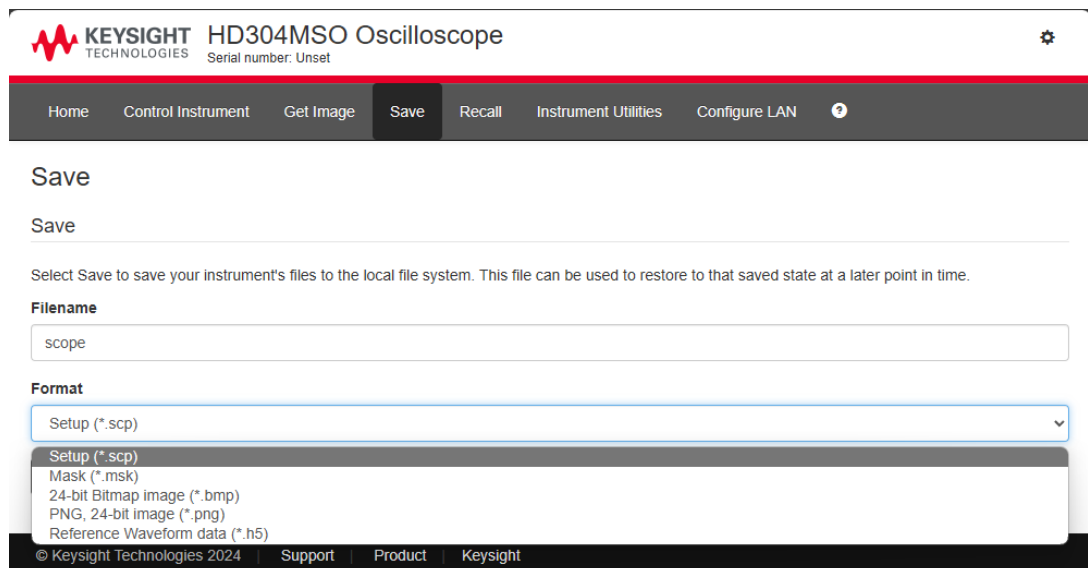 KEYSIGHT
TECHNOLOGIES
HD304MSO Oscilloscope
Serial number: Unset
Home Control Instrument Get Image Save Recall Instrument Utilities Configure LAN ?
Save
Save
Select Save to save your instrument's files to the local file system. This file can be used to restore to that saved state at a later point in time.
Filename
scope
Format
Setup (*.scp)
Setup (*.scp)
Mask (*.msk)
24-bit Bitmap image (*.bmp)
PNG, 24-bit image (*.png)
Reference Waveform data (*.h5)
© Keysight Technologies 2024 | Support | Product | Keysight